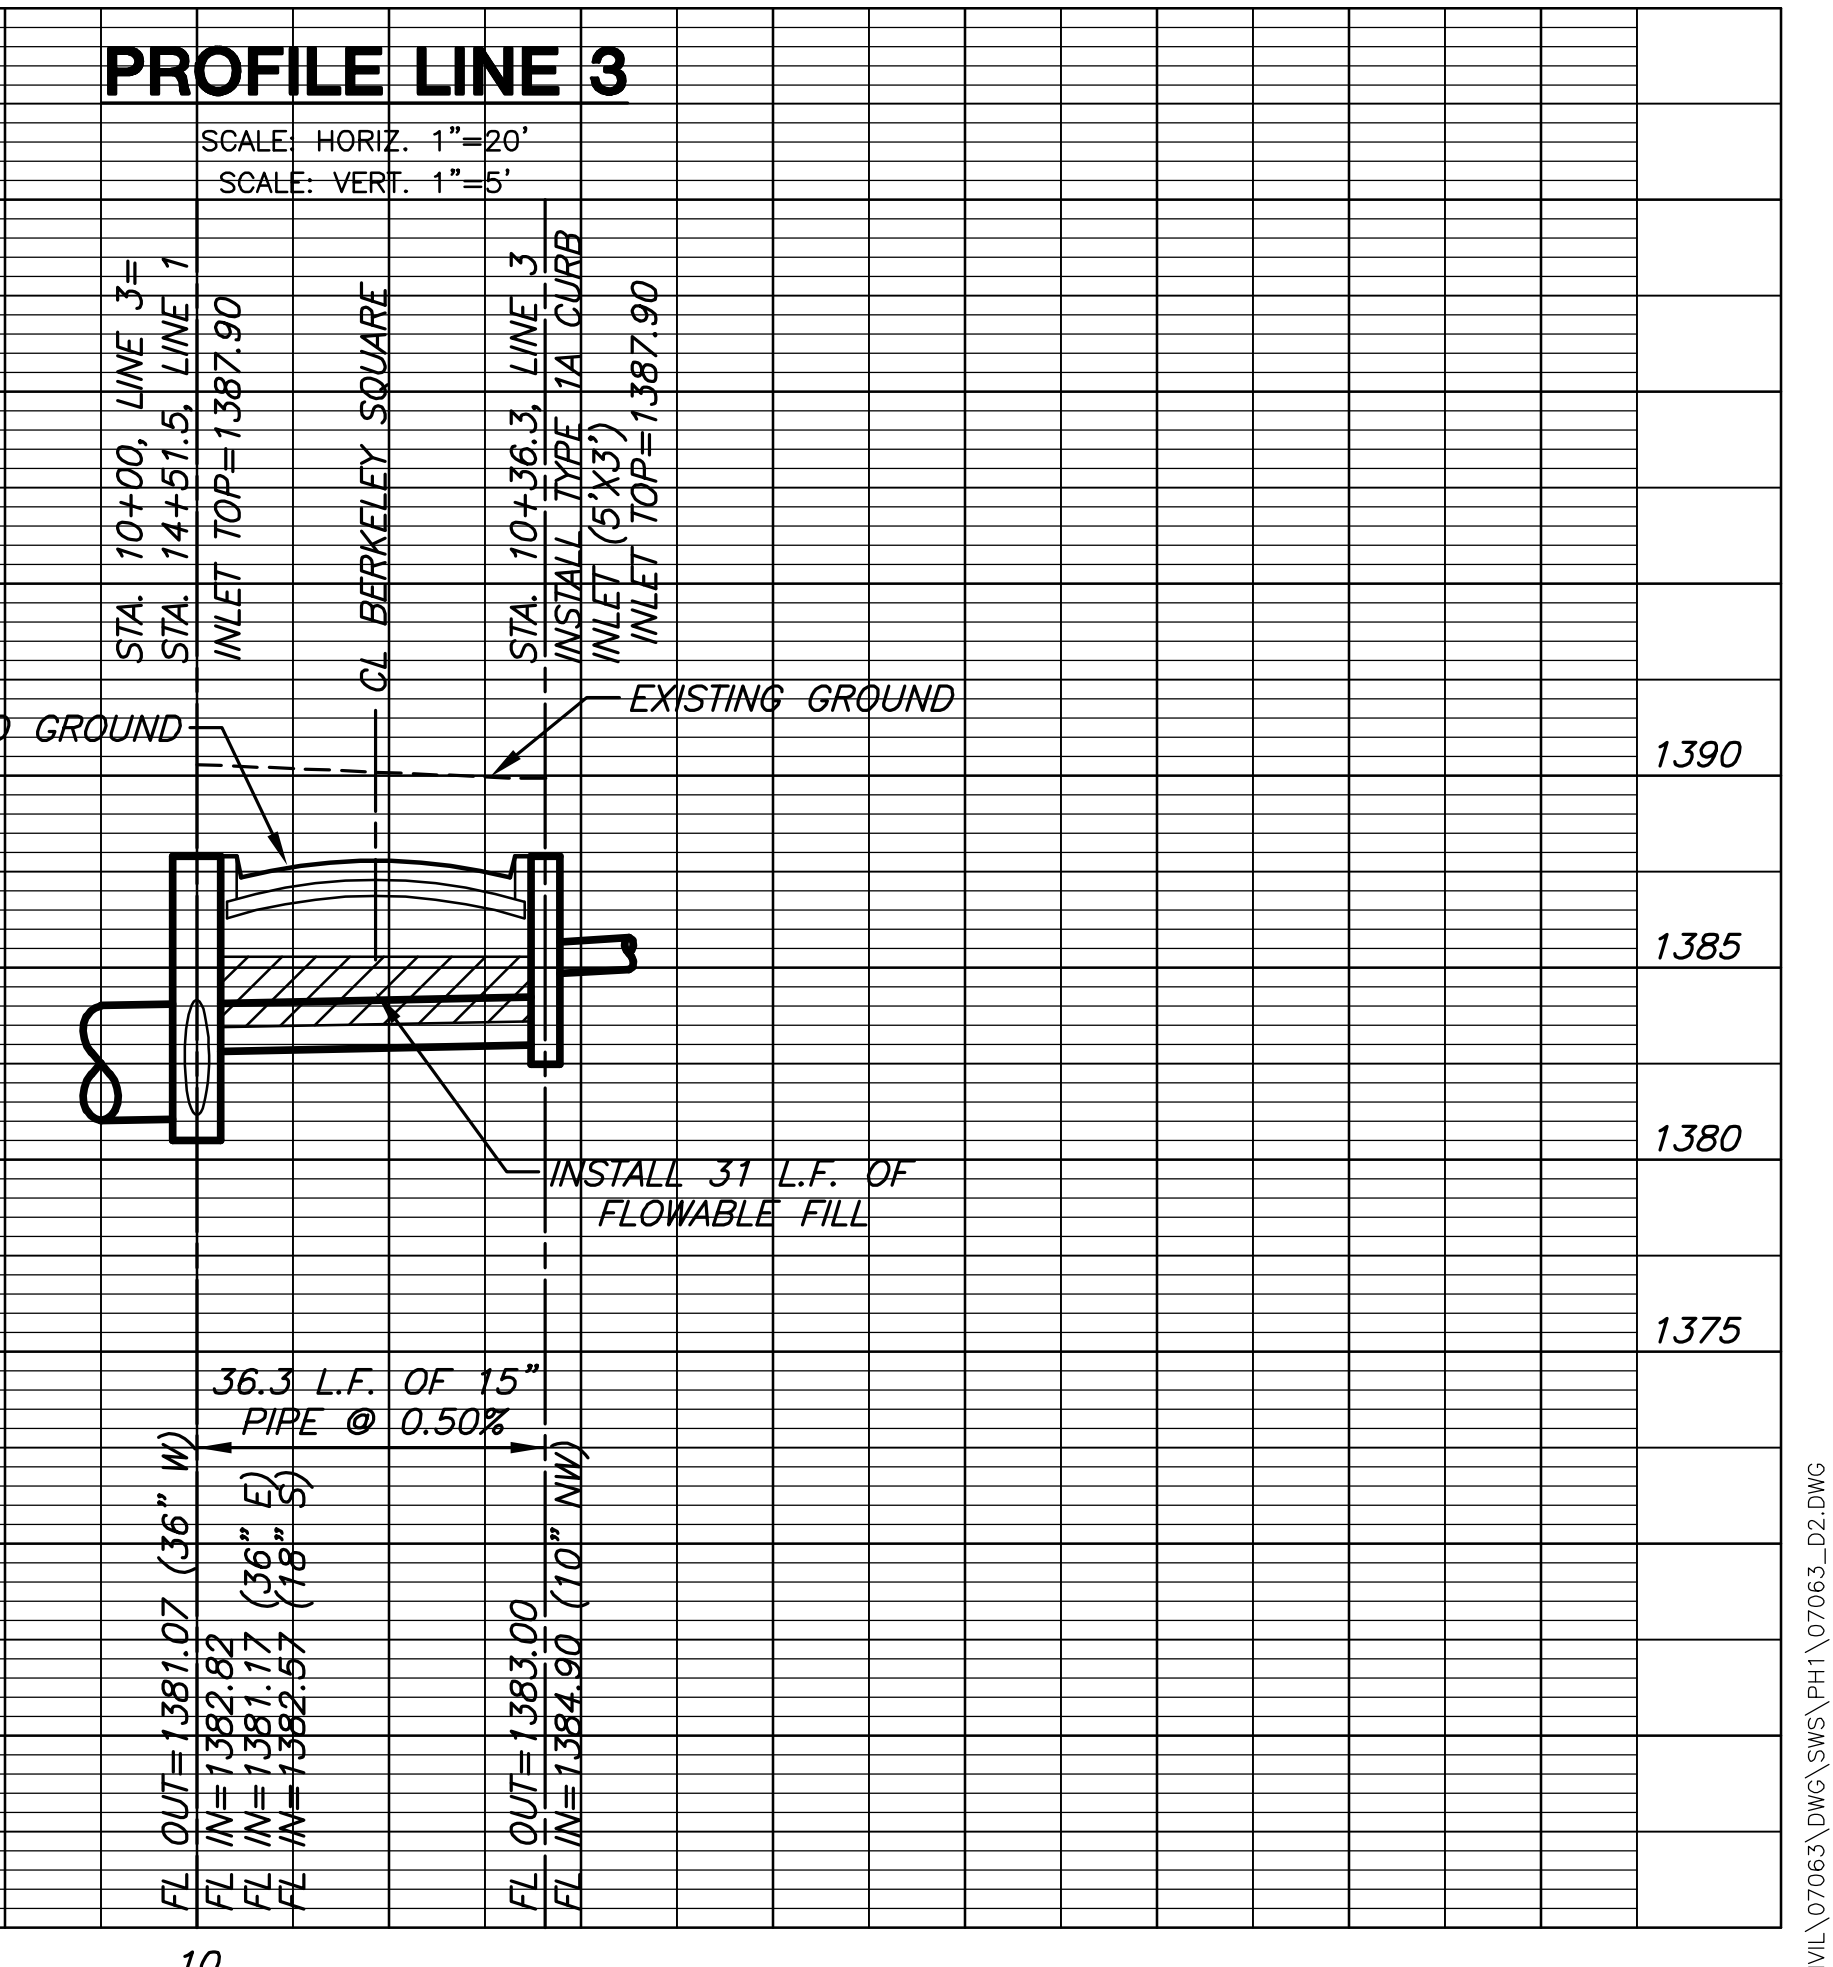 PROFILE LINE 3
SCALE: HORIZ. 1"=20'
SCALE: VERT. 1"=5'
STA. 10+00, LINE 3=
STA. 14+51.5, LINE 1
INLET TOP=1387.90
CL BERKELEY SQUARE
STA. 10+36.3, LINE 3
INSTALL TYPE 1A CURB
INLET (5'X3')
INLET TOP=1387.90
EXISTING GROUND
GROUND
1390
1385
1380
1375
INSTALL 31 L.F. OF
FLOWABLE FILL
36.3 L.F. OF 15"
PIPE @ 0.50%
FL OUT=1381.07 (36" W)
FL IN=1382.82
FL IN=1381.17 (36" E)
FL IN=1382.57 (18" S)
FL OUT=1383.00
FL IN=1384.90 (10" NW)
10
IVIL\07063\DWG\SWS\PH1\07063_D2.DWG